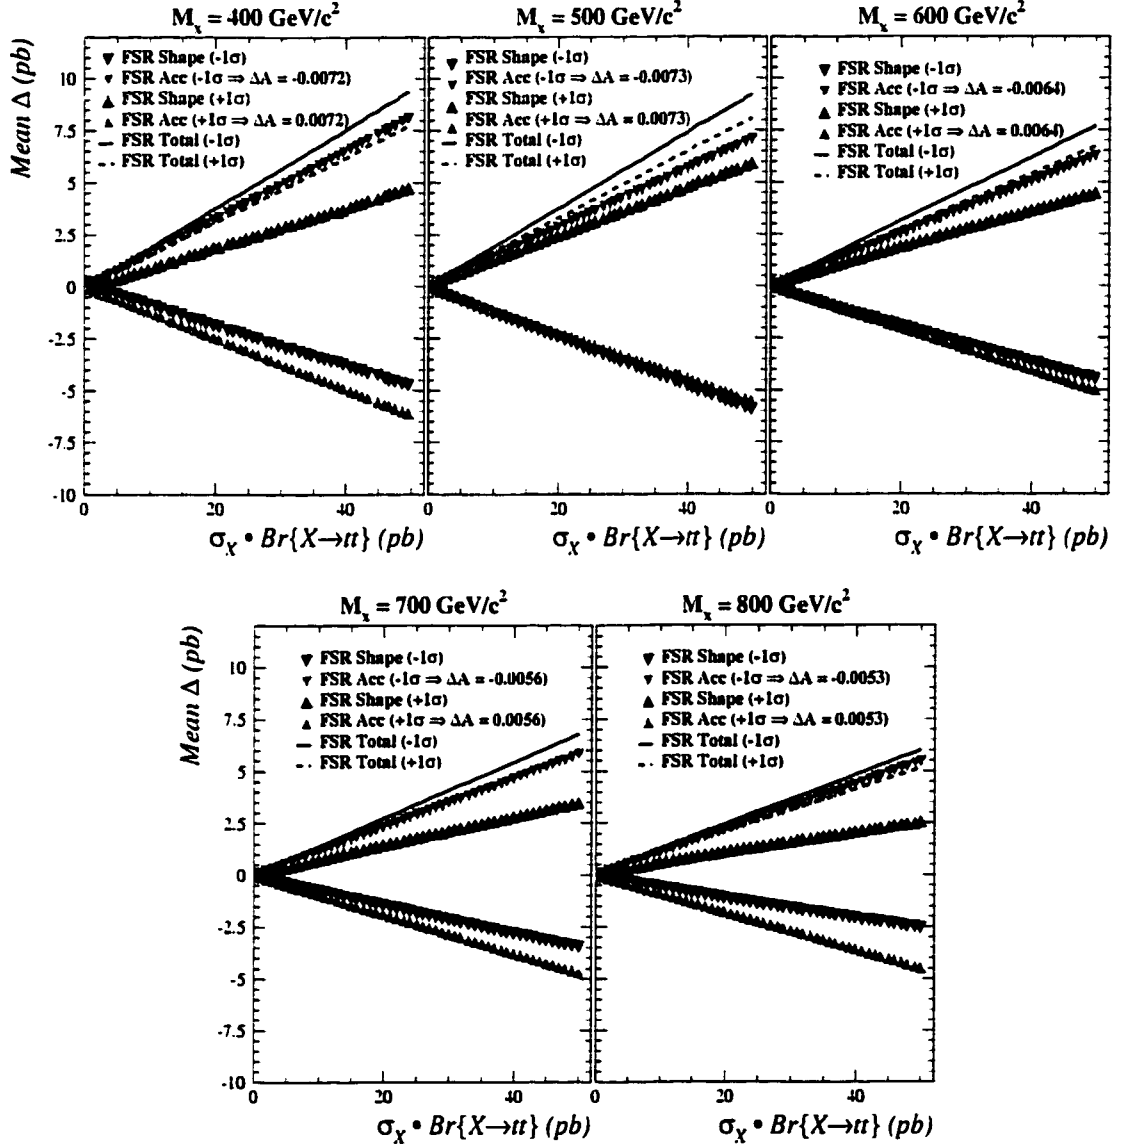 M_x = 400 GeV/c²
M_x = 500 GeV/c²
M_x = 600 GeV/c²
Mean Δ (pb)
FSR Shape (-1σ)
FSR Acc (-1σ ⇒ ΔA = -0.0072)
FSR Shape (+1σ)
FSR Acc (+1σ ⇒ ΔA = 0.0072)
FSR Total (-1σ)
FSR Total (+1σ)
FSR Shape (-1σ)
FSR Acc (-1σ ⇒ ΔA = -0.0073)
FSR Shape (+1σ)
FSR Acc (+1σ ⇒ ΔA = 0.0073)
FSR Total (-1σ)
FSR Total (+1σ)
FSR Shape (-1σ)
FSR Acc (-1σ ⇒ ΔA = -0.0064)
FSR Shape (+1σ)
FSR Acc (+1σ ⇒ ΔA = 0.0064)
FSR Total (-1σ)
FSR Total (+1σ)
10
7.5
5
2.5
0
-2.5
-5
-7.5
-10
0 20 40
0 20 40
0 20 40
σ_X • Br{X→tt} (pb)
σ_X • Br{X→tt} (pb)
σ_X • Br{X→tt} (pb)
M_x = 700 GeV/c²
M_x = 800 GeV/c²
Mean Δ (pb)
FSR Shape (-1σ)
FSR Acc (-1σ ⇒ ΔA = -0.0056)
FSR Shape (+1σ)
FSR Acc (+1σ ⇒ ΔA = 0.0056)
FSR Total (-1σ)
FSR Total (+1σ)
FSR Shape (-1σ)
FSR Acc (-1σ ⇒ ΔA = -0.0053)
FSR Shape (+1σ)
FSR Acc (+1σ ⇒ ΔA = 0.0053)
FSR Total (-1σ)
FSR Total (+1σ)
10
7.5
5
2.5
0
-2.5
-5
-7.5
-10
0 20 40
0 20 40
σ_X • Br{X→tt} (pb)
σ_X • Br{X→tt} (pb)